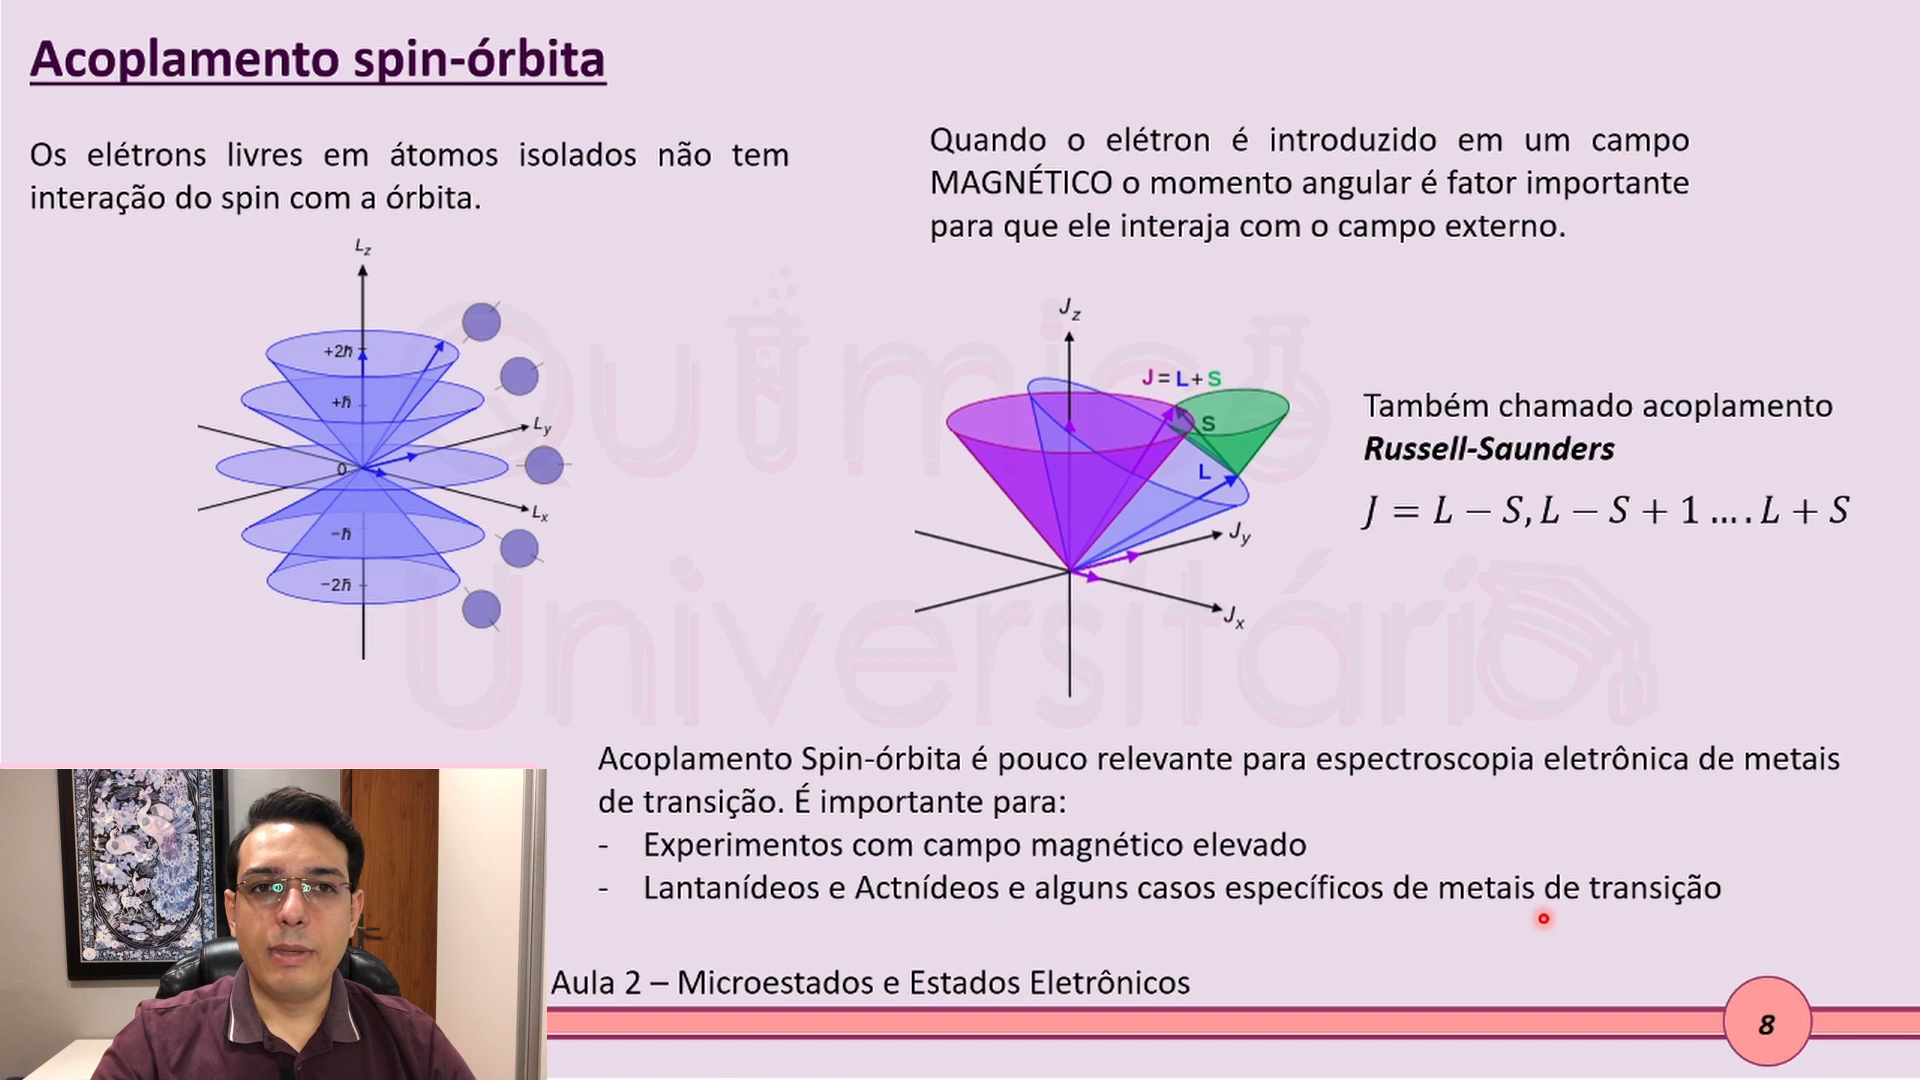 Acoplamento spin-órbita
Os elétrons livres em átomos isolados não tem
interação do spin com a órbita.
Quando o elétron é introduzido em um campo
MAGNÉTICO o momento angular é fator importante
para que ele interaja com o campo externo.
Lz
+2ℏ
+ℏ
Ly
0
Lx
−ℏ
−2ℏ
Jz
J = L + S
S
L
Jy
Jx
Também chamado acoplamento
Russell-Saunders
J = L − S, L − S + 1 .... L + S
Química
Universitário
Acoplamento Spin-órbita é pouco relevante para espectroscopia eletrônica de metais
de transição. É importante para:
- Experimentos com campo magnético elevado
- Lantanídeos e Actnídeos e alguns casos específicos de metais de transição
Aula 2 – Microestados e Estados Eletrônicos
8